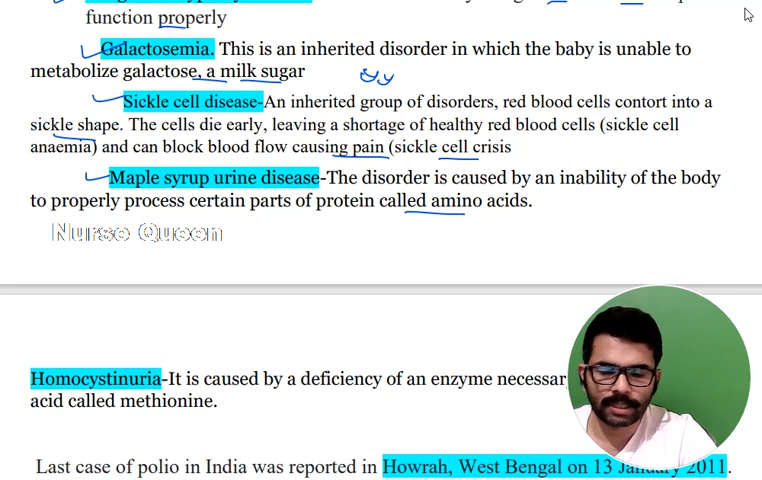 function properly
Galactosemia. This is an inherited disorder in which the baby is unable to
metabolize galactose, a milk sugar
Sickle cell disease-An inherited group of disorders, red blood cells contort into a
sickle shape. The cells die early, leaving a shortage of healthy red blood cells (sickle cell
anaemia) and can block blood flow causing pain (sickle cell crisis
Maple syrup urine disease-The disorder is caused by an inability of the body
to properly process certain parts of protein called amino acids.
Nurse Queen
Homocystinuria-It is caused by a deficiency of an enzyme necessary
acid called methionine.
Last case of polio in India was reported in Howrah, West Bengal on 13 January 2011.